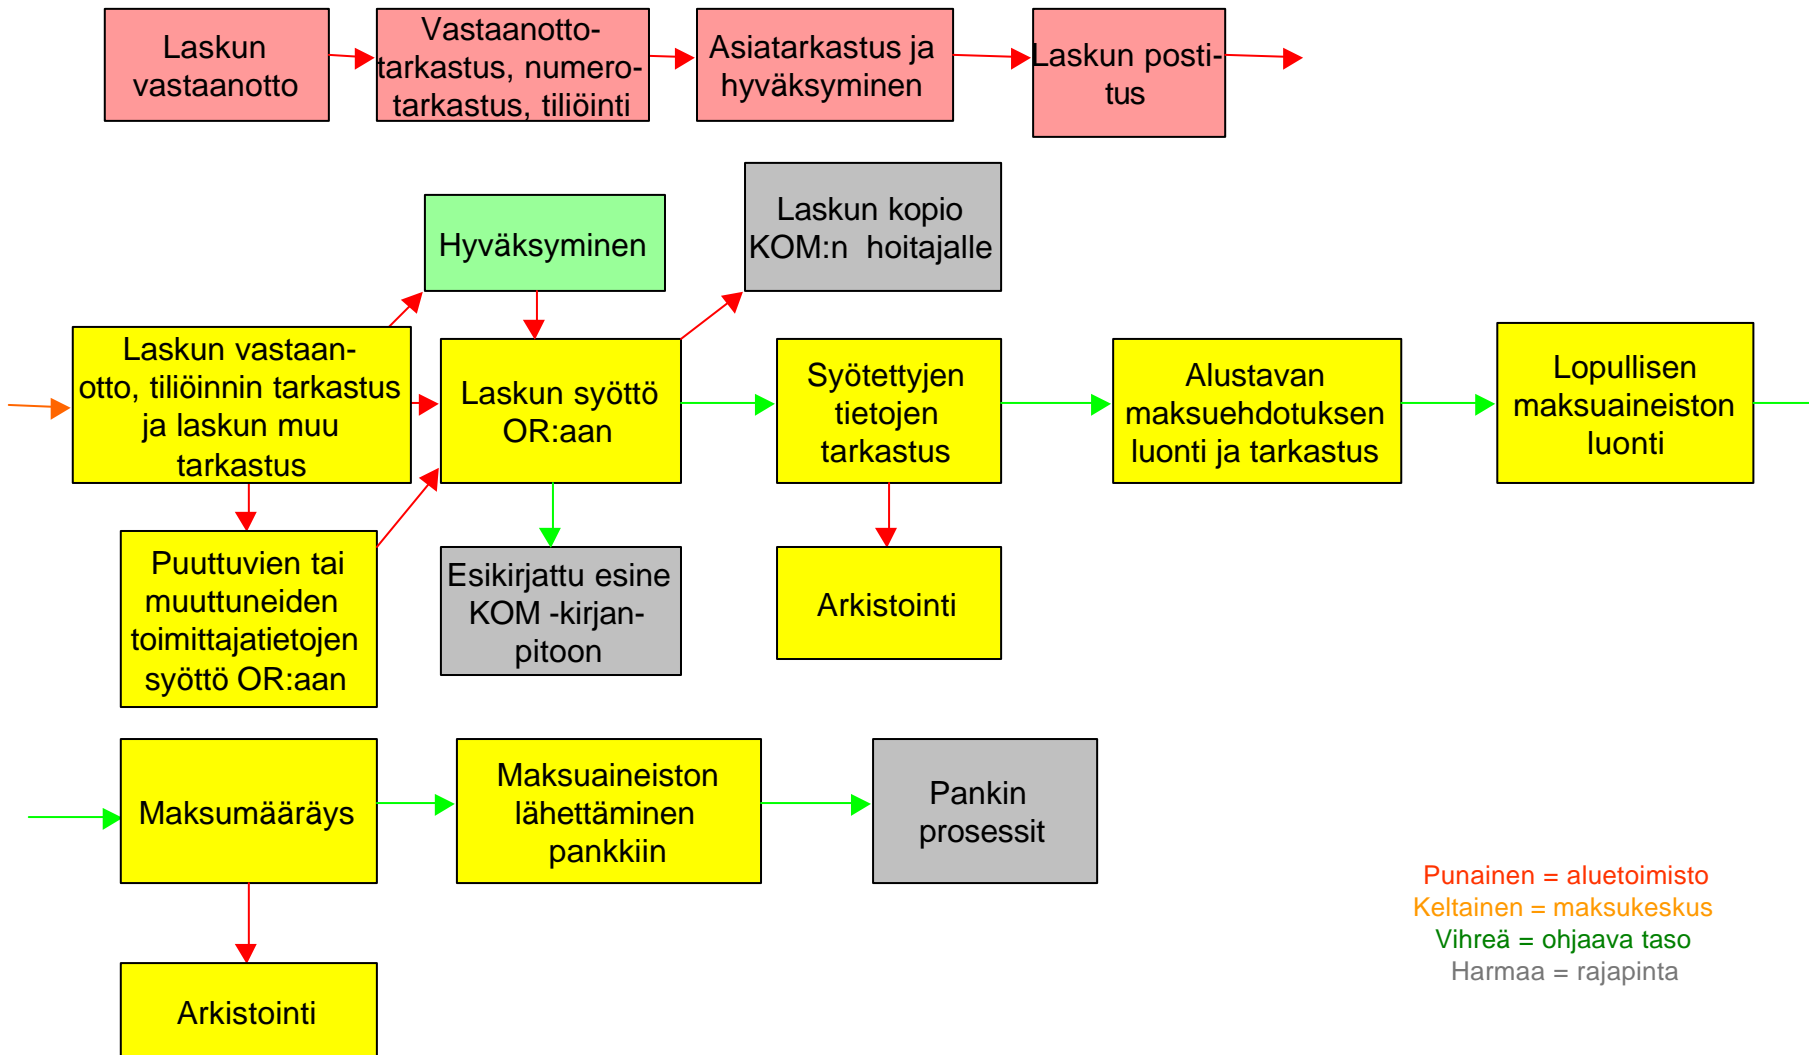 Laskun
vastaanotto
Vastaanotto-
tarkastus, numero-
tarkastus, tiliöinti
Asiatarkastus ja
hyväksyminen
Laskun posti-
tus
Hyväksyminen
Laskun kopio
KOM:n hoitajalle
Laskun vastaan-
otto, tiliöinnin tarkastus
ja laskun muu
tarkastus
Laskun syöttö
OR:aan
Syötettyjen
tietojen
tarkastus
Alustavan
maksuehdotuksen
luonti ja tarkastus
Lopullisen
maksuaineiston
luonti
Puuttuvien tai
muuttuneiden
toimittajatietojen
syöttö OR:aan
Esikirjattu esine
KOM -kirjan-
pitoon
Arkistointi
Maksumääräys
Maksuaineiston
lähettäminen
pankkiin
Pankin
prosessit
Arkistointi
Punainen = aluetoimisto
Keltainen = maksukeskus
Vihreä = ohjaava taso
Harmaa = rajapinta